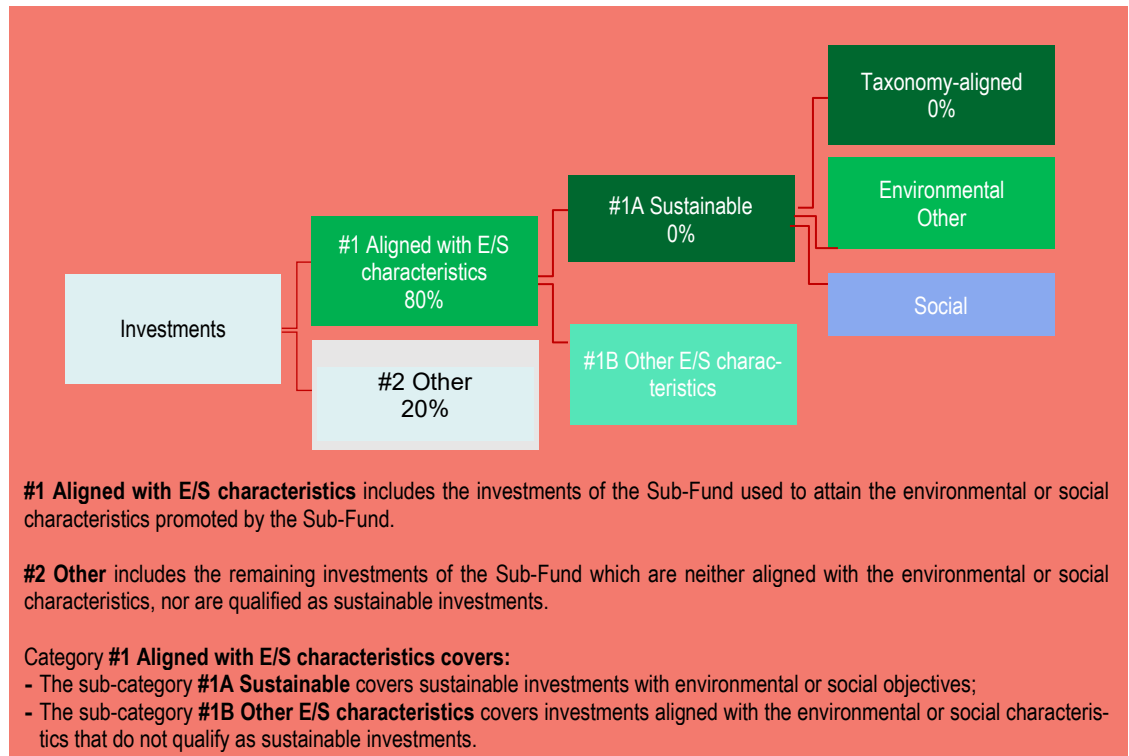 Taxonomy-aligned
0%
Environmental
Other
#1A Sustainable
0%
#1 Aligned with E/S
characteristics
80%
Social
Investments
#1B Other E/S charac-
teristics
#2 Other
20%
#1 Aligned with E/S characteristics includes the investments of the Sub-Fund used to attain the environmental or social
characteristics promoted by the Sub-Fund.
#2 Other includes the remaining investments of the Sub-Fund which are neither aligned with the environmental or social
characteristics, nor are qualified as sustainable investments.
Category #1 Aligned with E/S characteristics covers:
- The sub-category #1A Sustainable covers sustainable investments with environmental or social objectives;
- The sub-category #1B Other E/S characteristics covers investments aligned with the environmental or social characteris-
tics that do not qualify as sustainable investments.